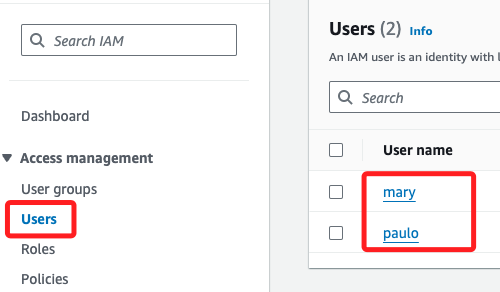 Search IAM
Dashboard
Access management
User groups
Users
Roles
Policies
Users (2) Info
An IAM user is an identity with
Search
User name
mary
paulo